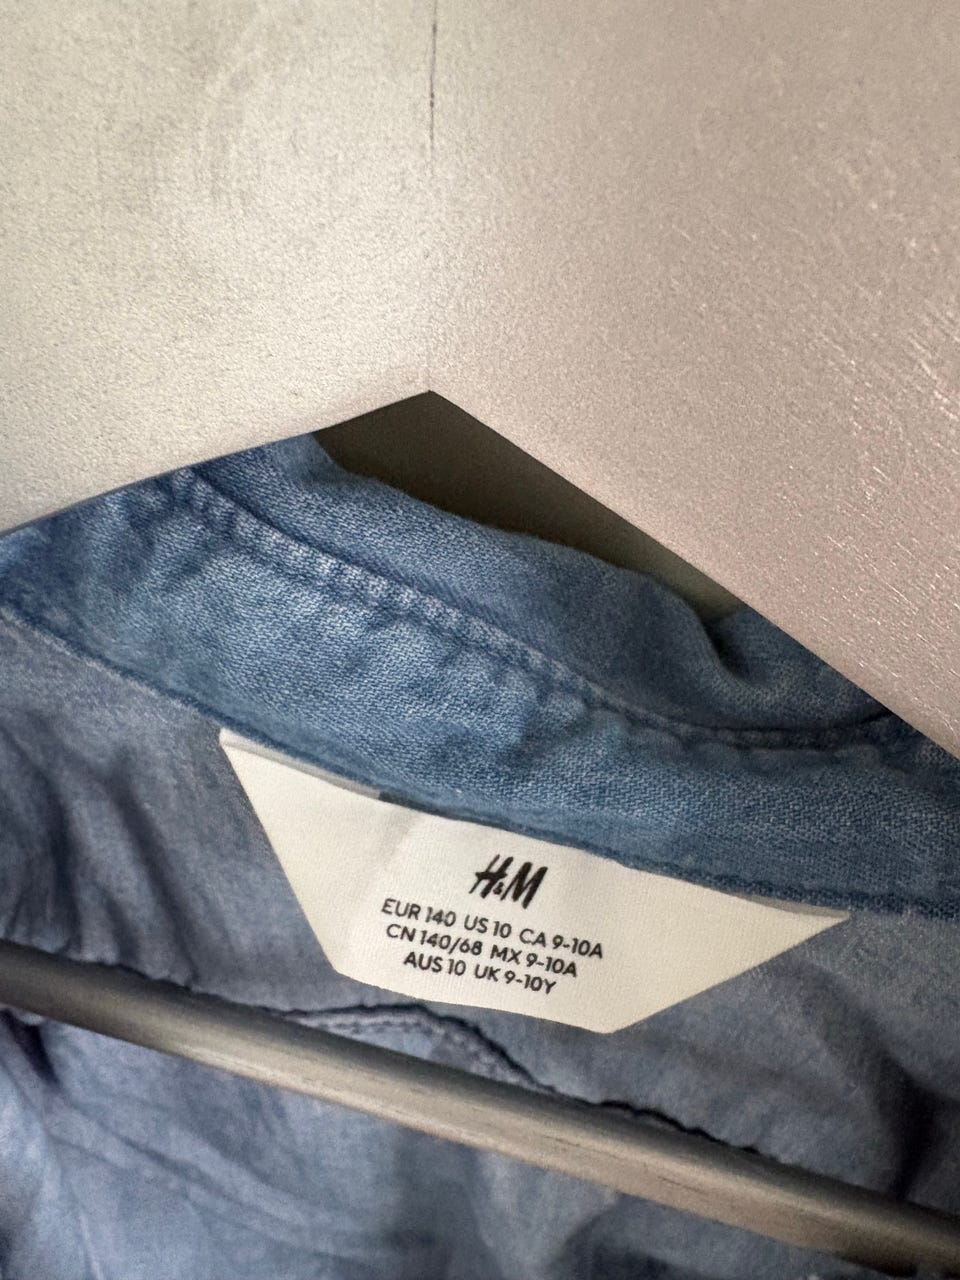 H&M
EUR 140 US 10 CA 9-10A
CN 140/68 MX 9-10A
AUS 10 UK 9-10Y